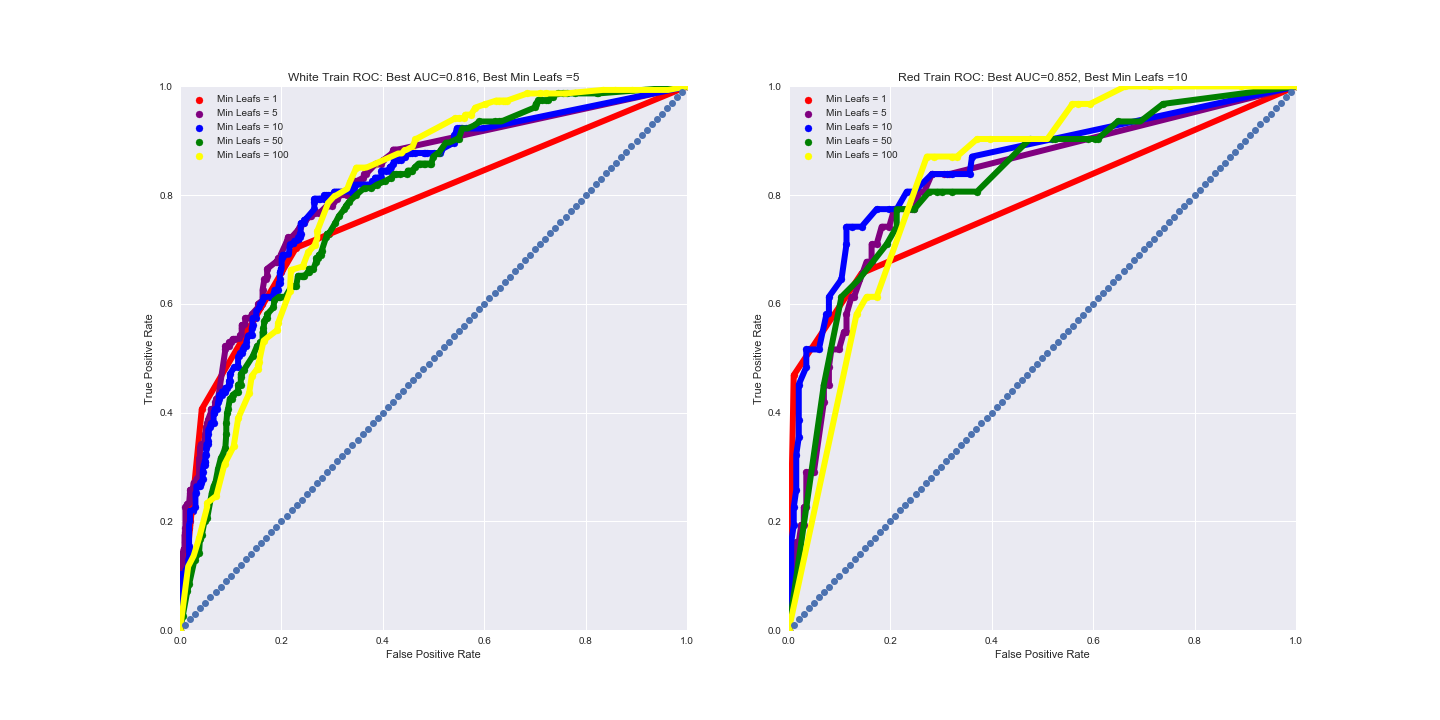 White Train ROC: Best AUC=0.816, Best Min Leafs =5
1.0
0.8
0.6
0.4
0.2
0.0
True Positive Rate
Min Leafs = 1
Min Leafs = 5
Min Leafs = 10
Min Leafs = 50
Min Leafs = 100
0.0 0.2 0.4 0.6 0.8 1.0
False Positive Rate
Red Train ROC: Best AUC=0.852, Best Min Leafs =10
1.0
0.8
0.6
0.4
0.2
0.0
True Positive Rate
Min Leafs = 1
Min Leafs = 5
Min Leafs = 10
Min Leafs = 50
Min Leafs = 100
0.0 0.2 0.4 0.6 0.8 1.0
False Positive Rate